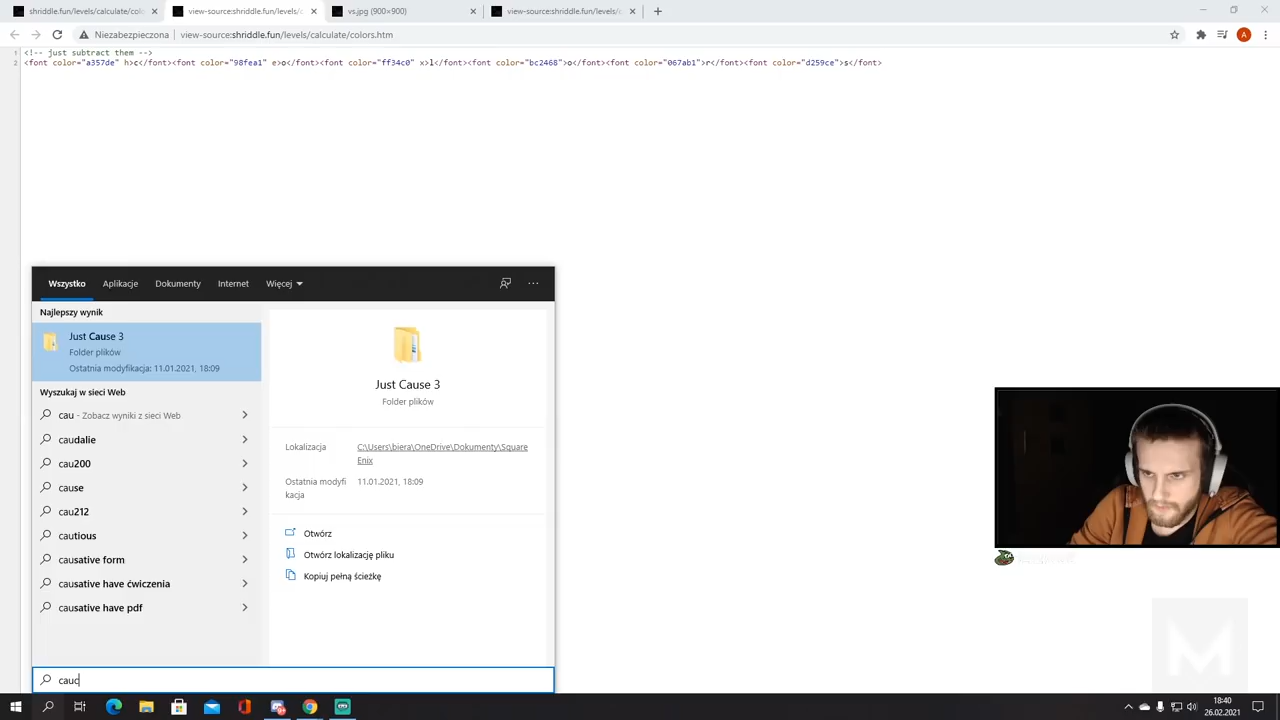 shriddle.fun/levels/calculate/colo
view-source:shriddle.fun/levels/c
vs.jpg (900×900)
view-source:shriddle.fun/levels/c
Niezabezpieczona
view-source:shriddle.fun/levels/calculate/colors.htm
A
1 <!-- just subtract them -->
2 <font color="a357de" h>c</font><font color="98fea1" e>o</font><font color="ff34c0" x>l</font><font color="bc2468">o</font><font color="067ab1">r</font><font color="d259ce">s</font>
Wszystko Aplikacje Dokumenty Internet Więcej
Najlepszy wynik
Just Cause 3
Folder plików
Ostatnia modyfikacja: 11.01.2021, 18:09
Wyszukaj w sieci Web
cau - Zobacz wyniki z sieci Web
caudalie
cau200
cause
cau212
cautious
causative form
causative have ćwiczenia
causative have pdf
Just Cause 3
Folder plików
Lokalizacja C:\Users\biera\OneDrive\Dokumenty\Square
Enix
Ostatnia modyfi 11.01.2021, 18:09
kacja
Otwórz
Otwórz lokalizację pliku
Kopiuj pełną ścieżkę
cauc
M
18:40
26.02.2021